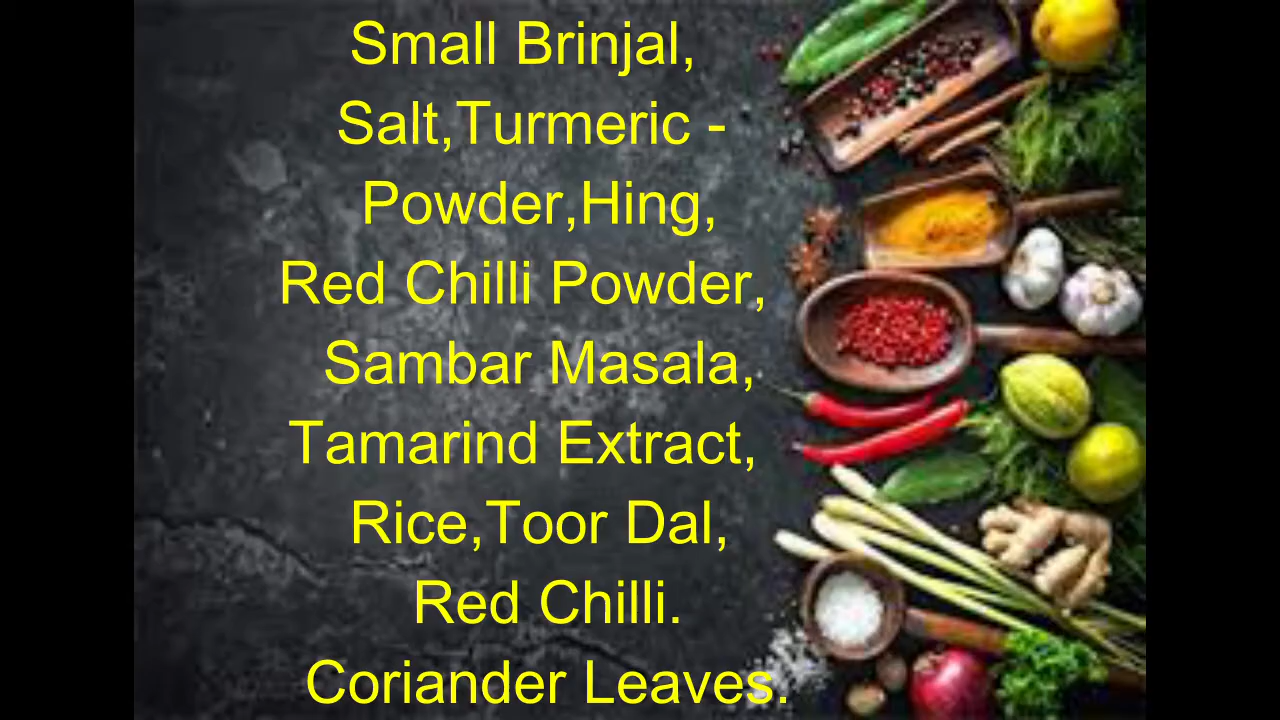 Small Brinjal,
Salt,Turmeric -
Powder,Hing,
Red Chilli Powder,
Sambar Masala,
Tamarind Extract,
Rice,Toor Dal,
Red Chilli.
Coriander Leaves.